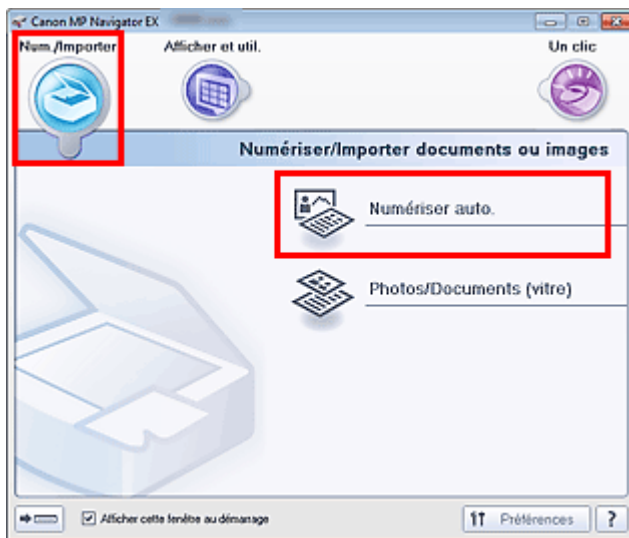 Canon MP Navigator EX
Num./Importer
Afficher et util.
Un clic
Numériser/Importer documents ou images
Numériser auto.
Photos/Documents (vitre)
Afficher cette fenêtre au démarrage
Préférences
?